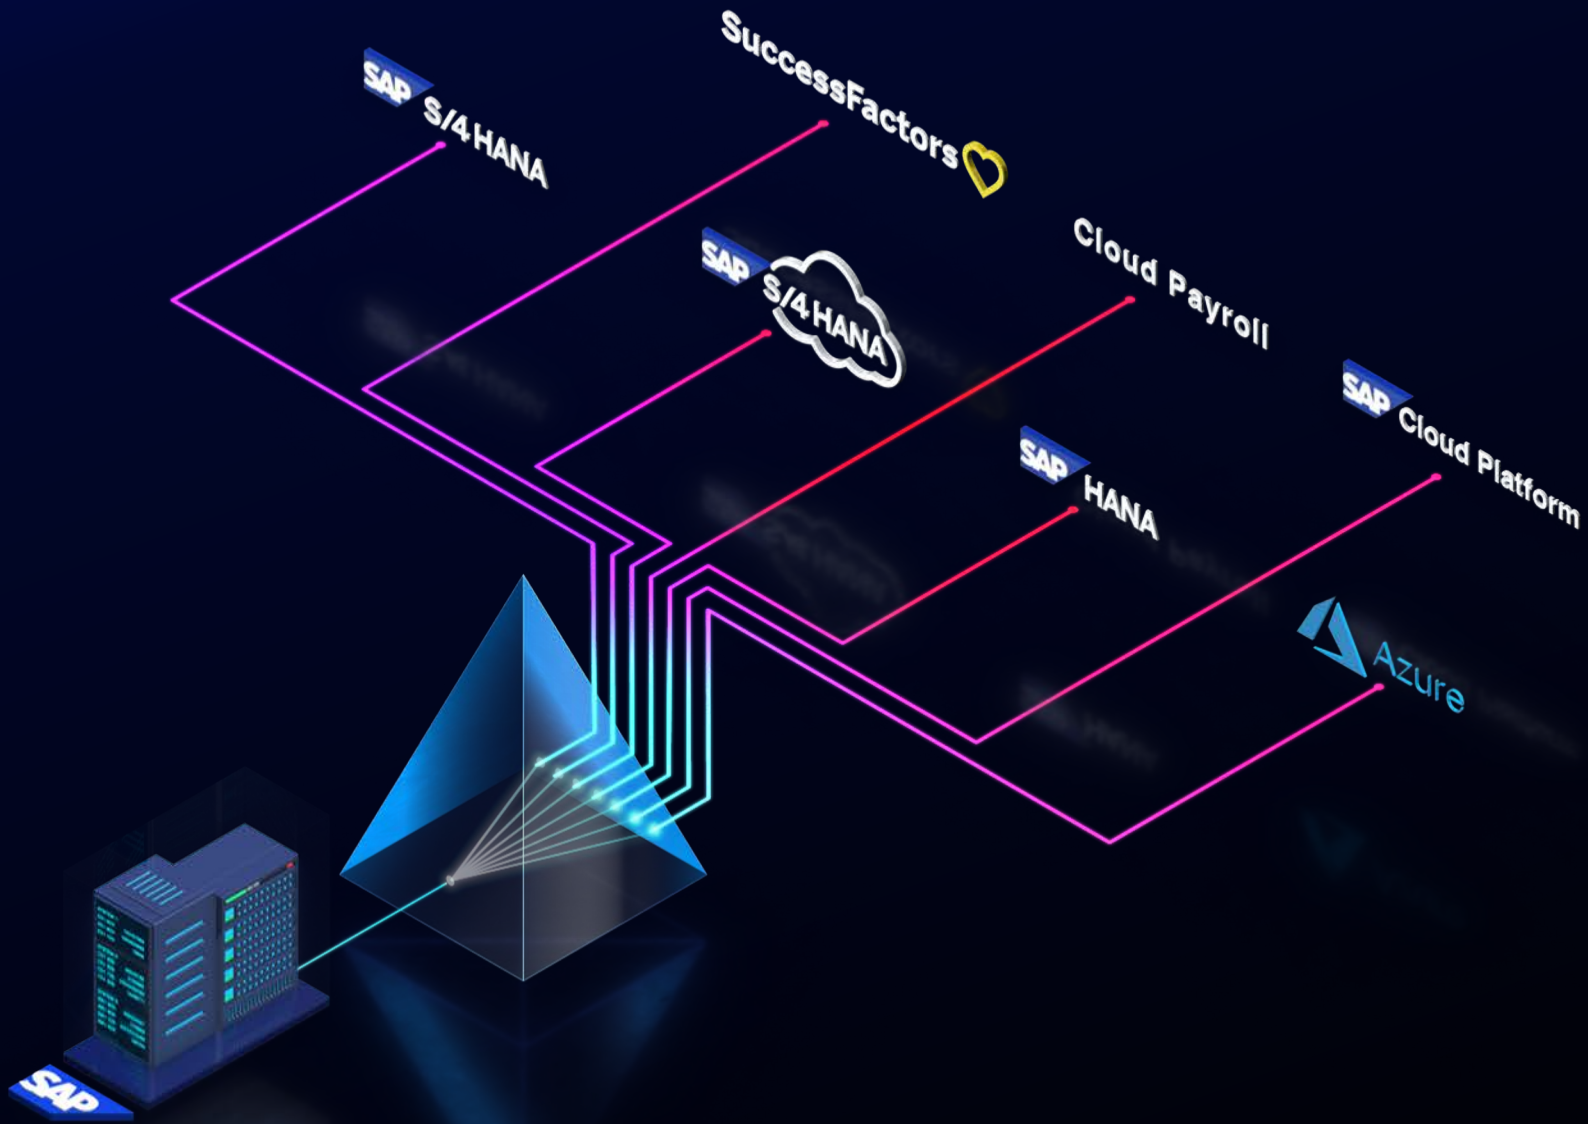 SAP
S/4HANA
SuccessFactors
SAP
S/4HANA
Cloud Payroll
SAP
HANA
SAP
Cloud Platform
Azure
SAP